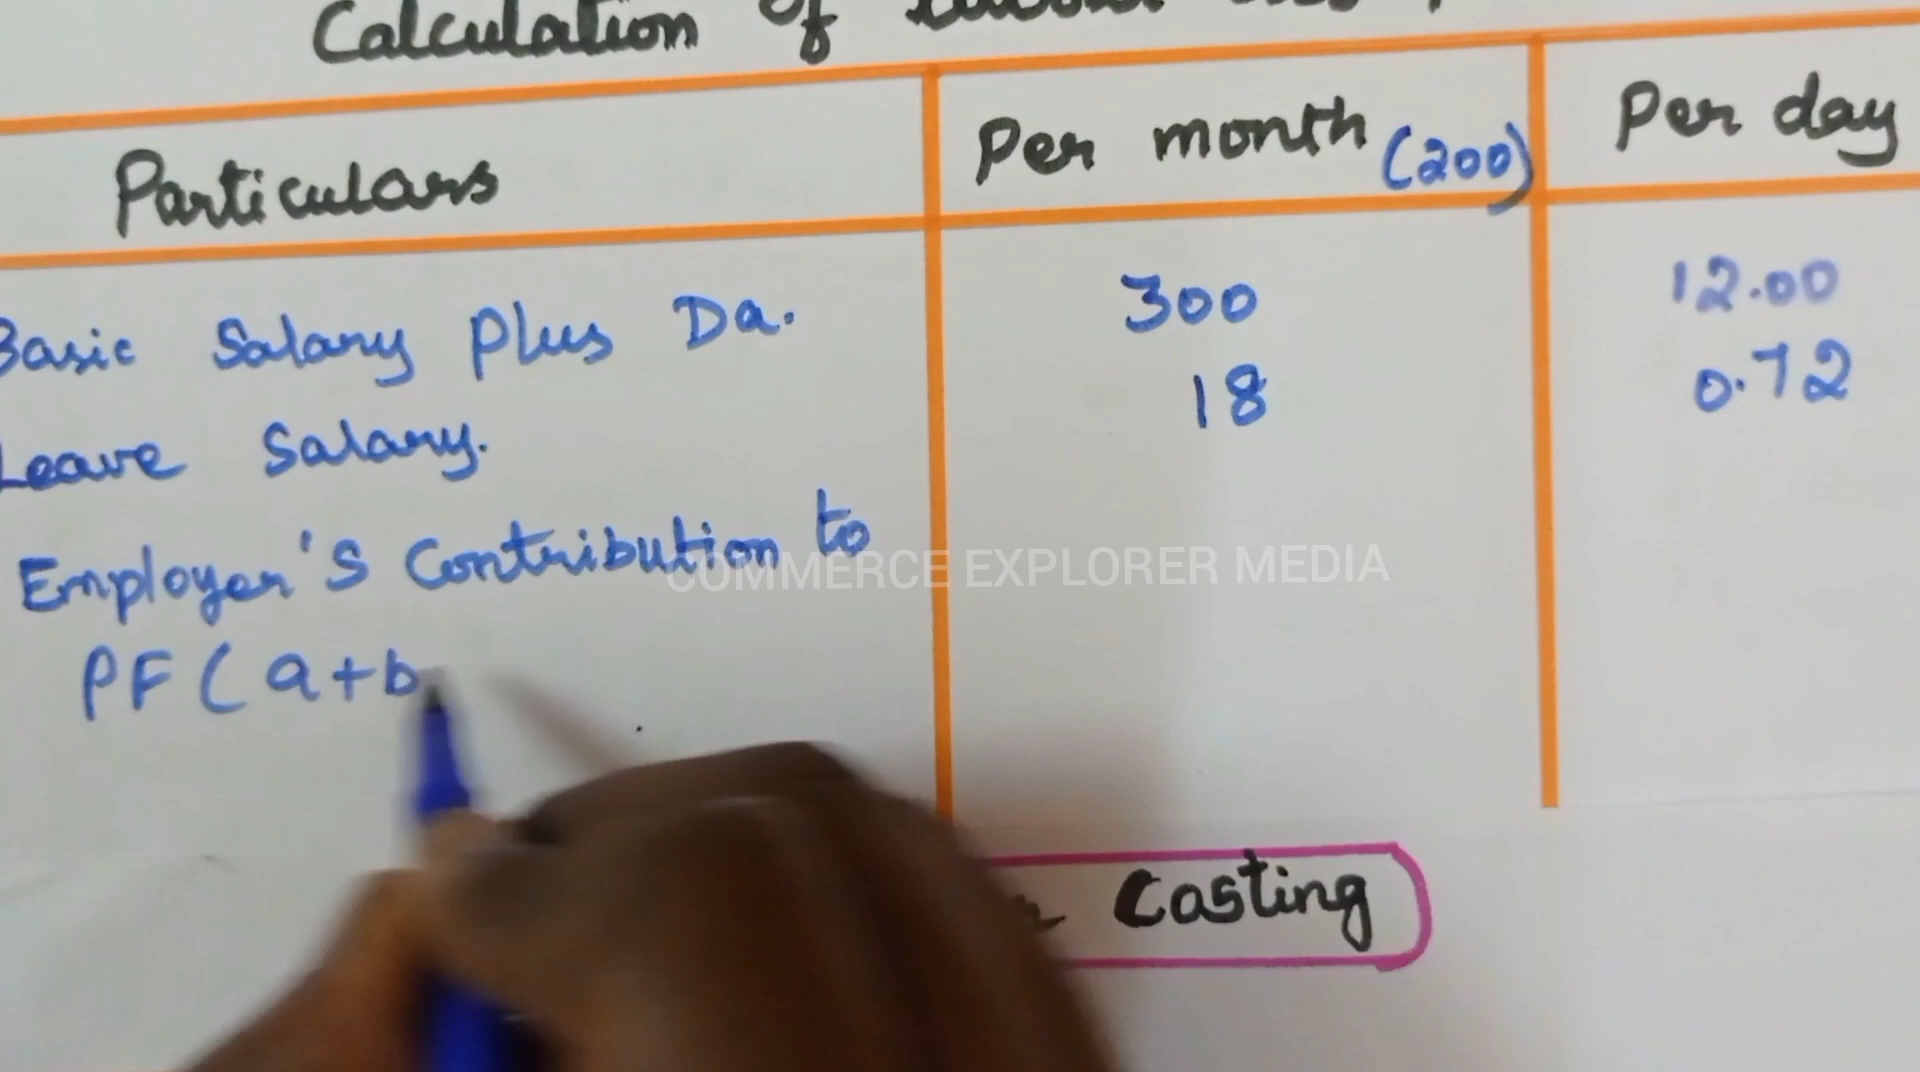 Calculation of
Particulars
Per month (200)
Per day
Basic Salary Plus Da.
300
12.00
Leave Salary.
18
0.72
Employer's Contribution to
PF ( a+b
COMMERCE EXPLORER MEDIA
Costing